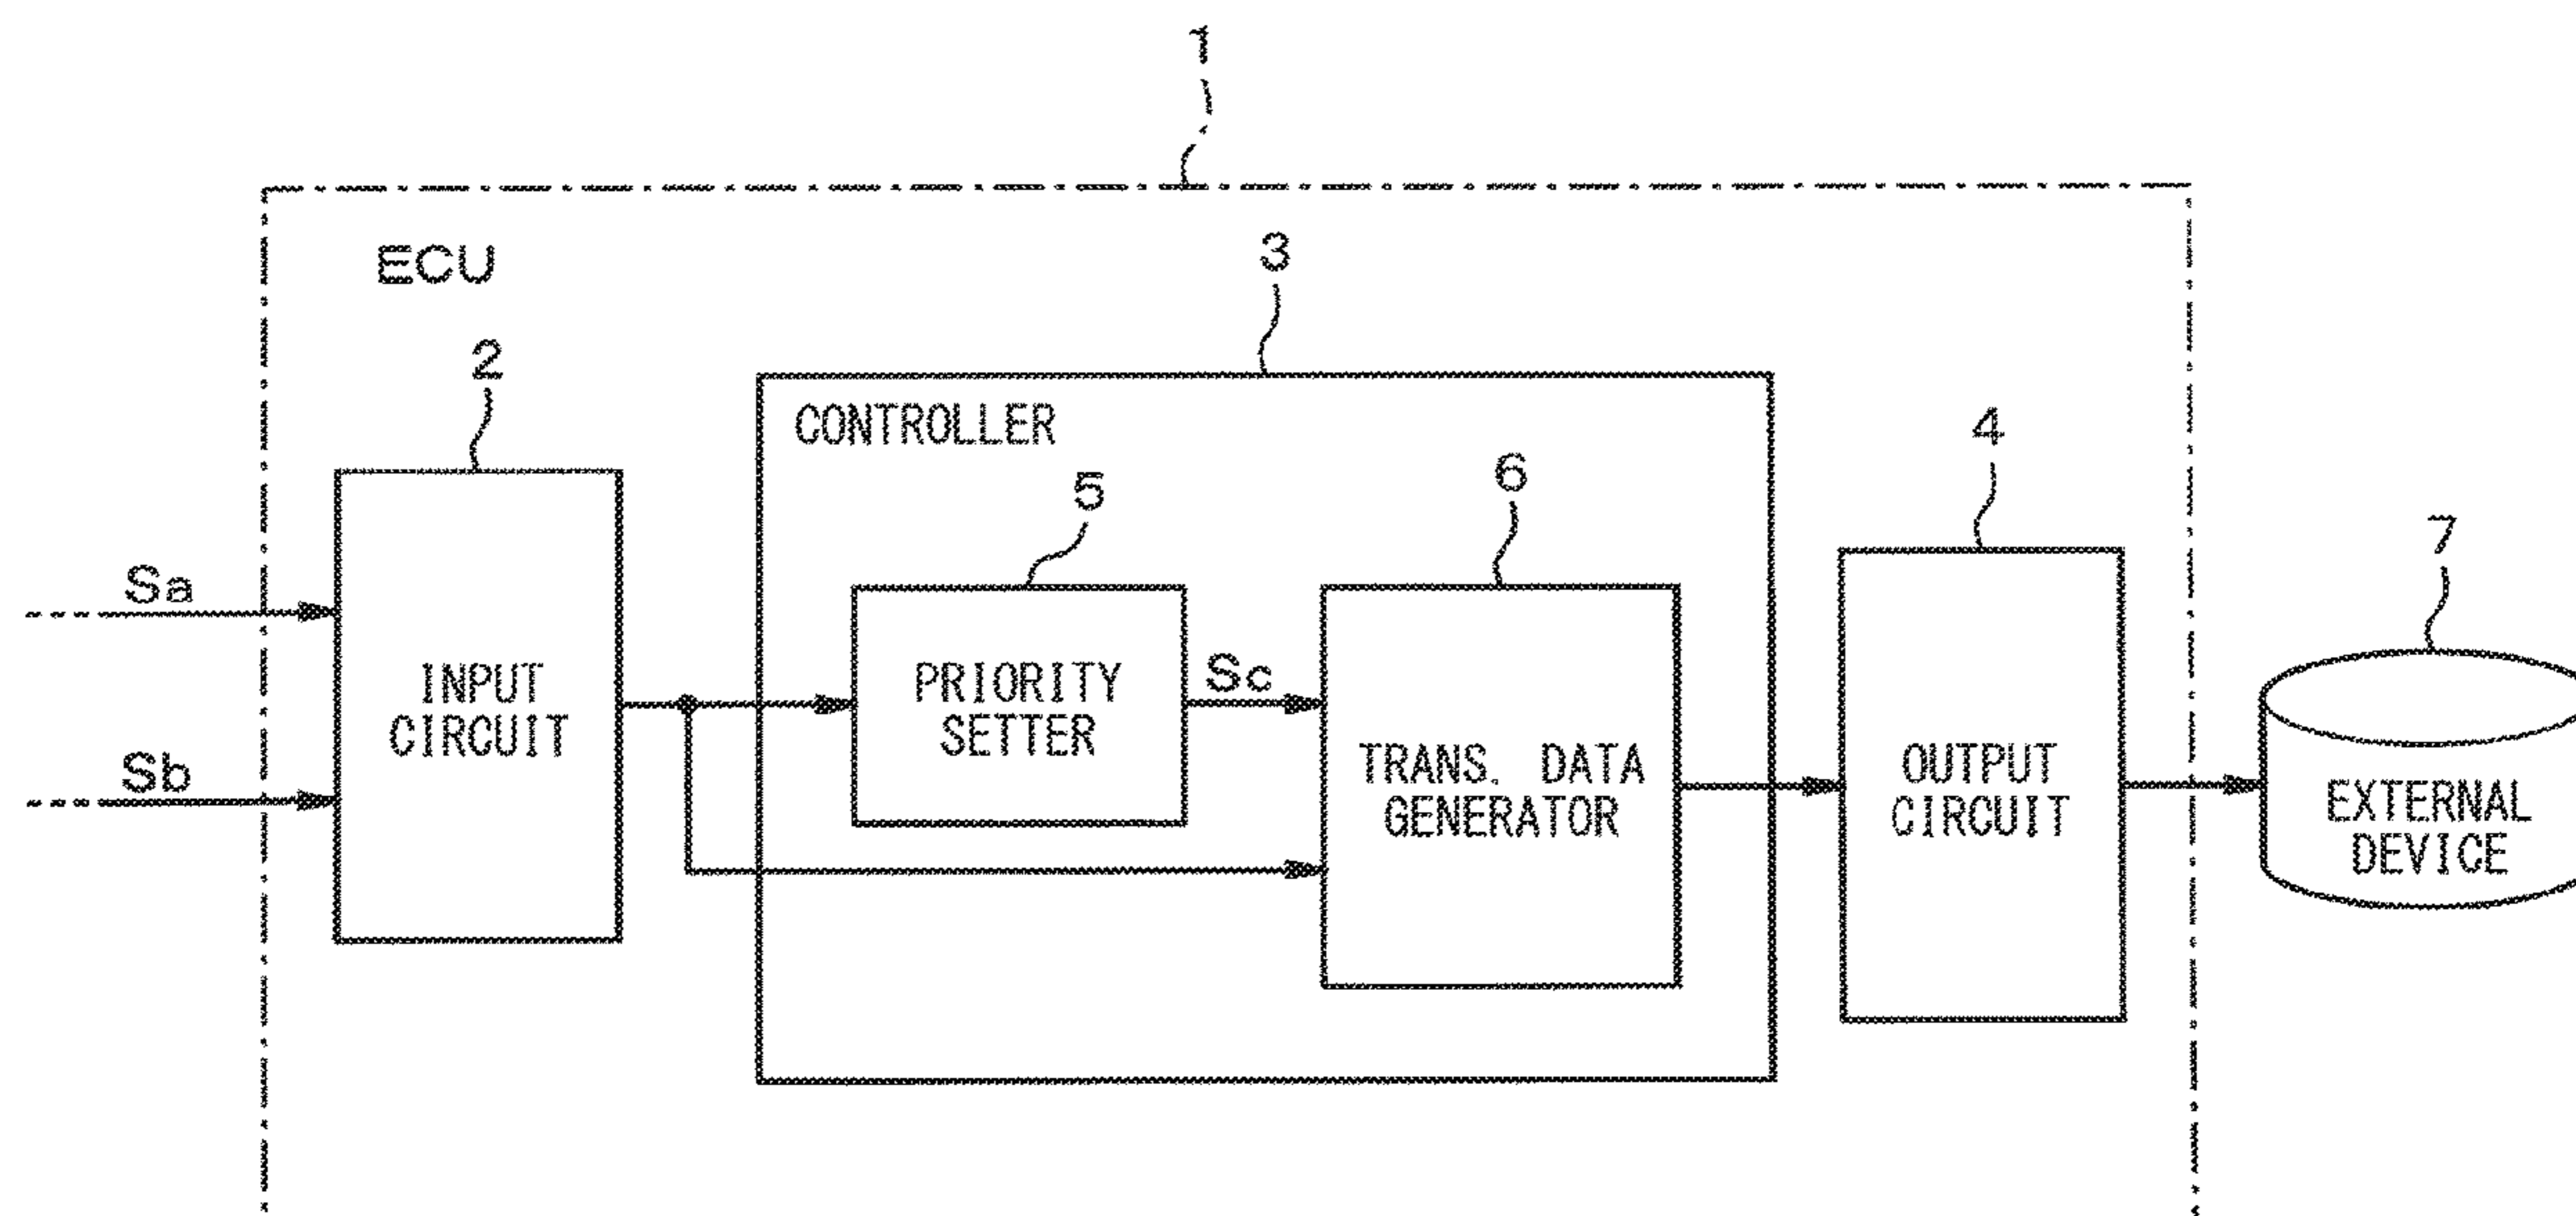 1
ECU
3
2
CONTROLLER
4
5
6
7
Sa
Sb
INPUT
CIRCUIT
PRIORITY
SETTER
Sc
TRANS. DATA
GENERATOR
OUTPUT
CIRCUIT
EXTERNAL
DEVICE